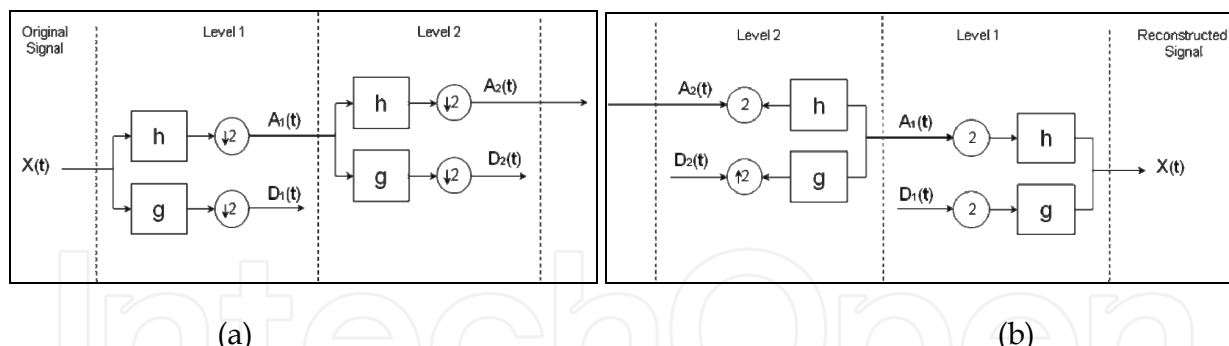 Original Signal
Level 1
Level 2
h
↓2
A₁(t)
h
↓2
A₂(t)
X(t)
g
↓2
D₁(t)
g
↓2
D₂(t)
(a)
Level 2
Level 1
Reconstructed Signal
A₂(t)
2
h
A₁(t)
2
h
D₂(t)
↑2
g
X(t)
D₁(t)
2
g
(b)
IntechOpen